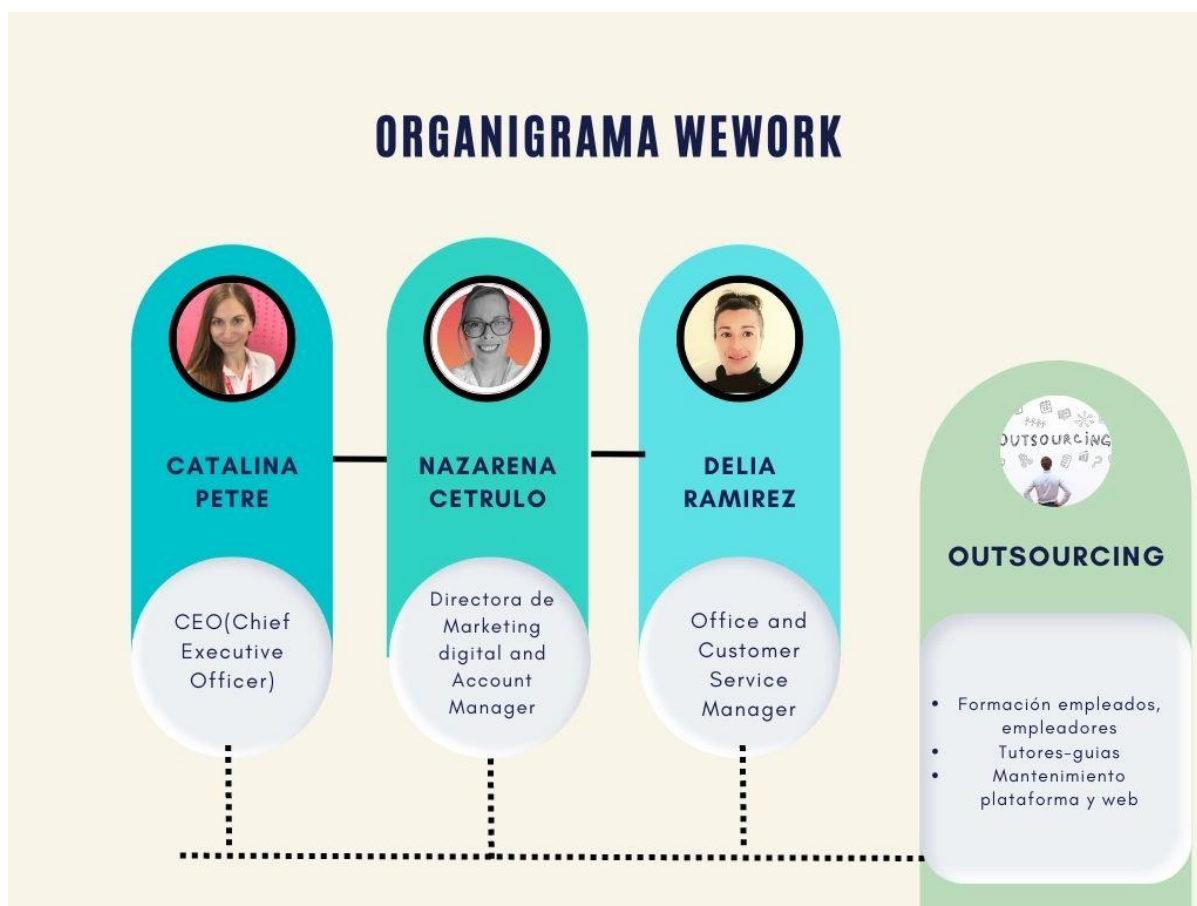 ORGANIGRAMA WEWORK
CATALINA
PETRE
CEO(Chief
Executive
Officer)
NAZARENA
CETRULO
Directora de
Marketing
digital and
Account
Manager
DELIA
RAMIREZ
Office and
Customer
Service
Manager
OUTSOURCING
OUTSOURCING
• Formación empleados,
empleadores
• Tutores-guias
• Mantenimiento
plataforma y web